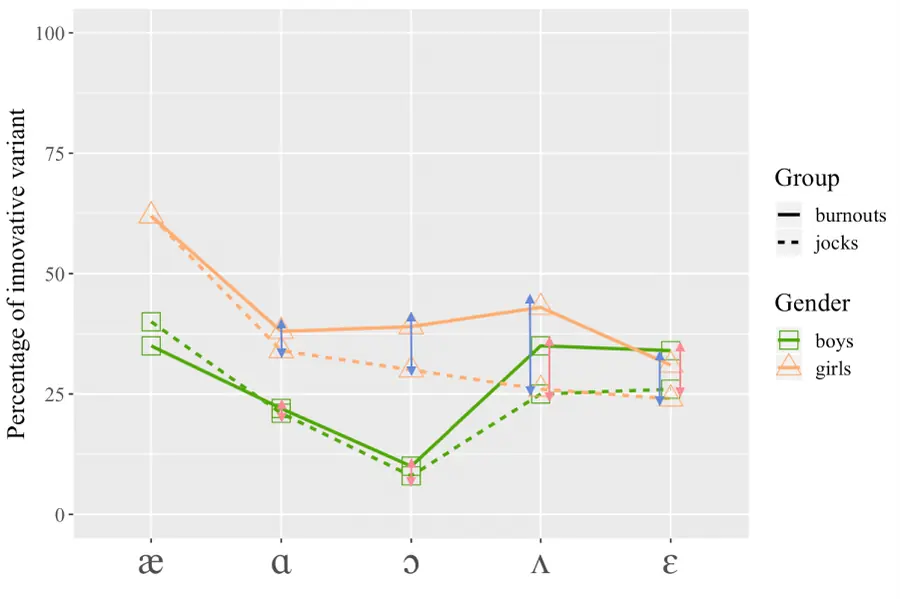 Percentage of innovative variant
100
75
50
25
0
æ ɑ ɔ ʌ ɛ
Group
burnouts
jocks
Gender
boys
girls